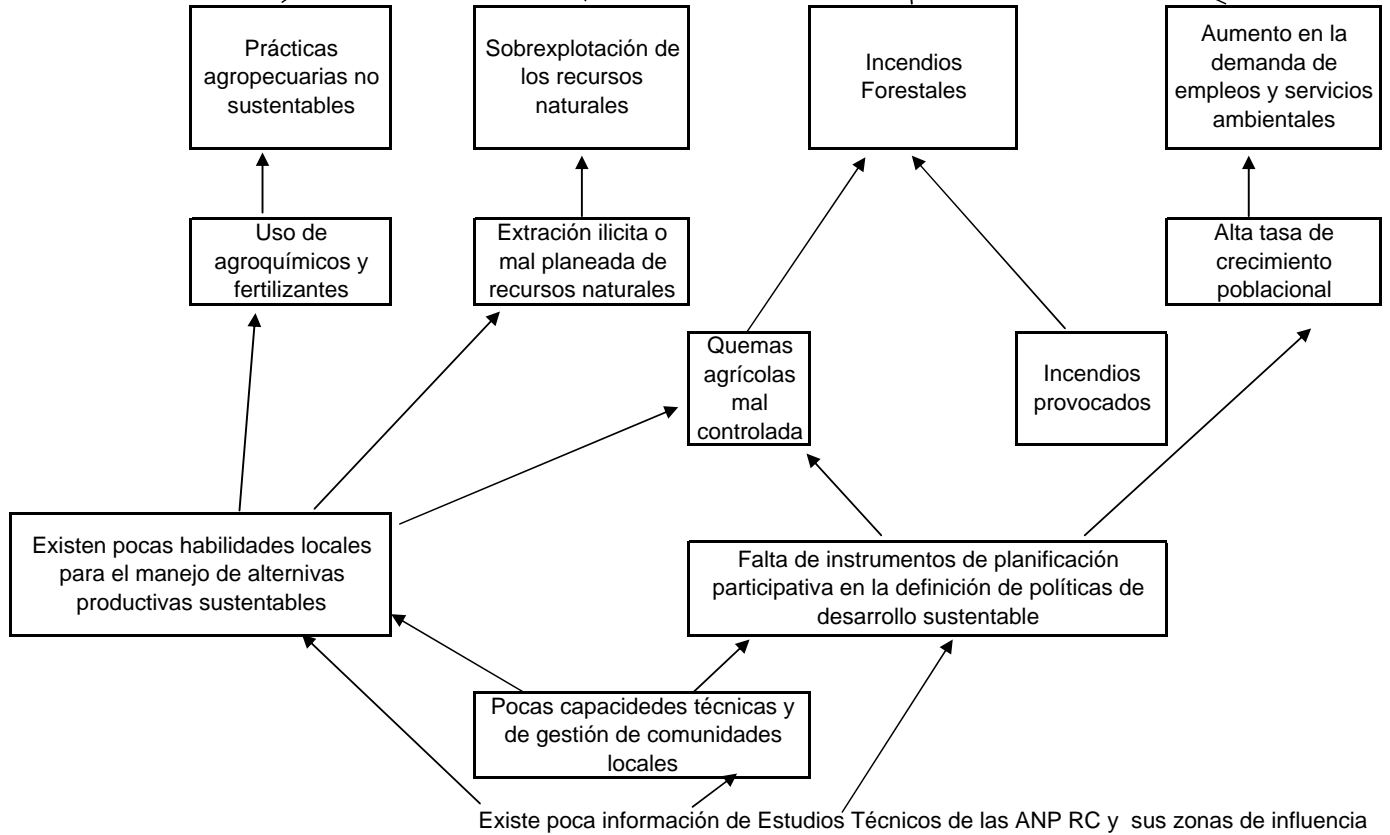 Prácticas
agropecuarias no
sustentables
Sobrexplotación de
los recursos
naturales
Incendios
Forestales
Aumento en la
demanda de
empleos y servicios
ambientales
Uso de
agroquímicos y
fertilizantes
Extración ilicita o
mal planeada de
recursos naturales
Alta tasa de
crecimiento
poblacional
Quemas
agrícolas
mal
controlada
Incendios
provocados
Existen pocas habilidades locales
para el manejo de alternivas
productivas sustentables
Falta de instrumentos de planificación
participativa en la definición de políticas de
desarrollo sustentable
Pocas capacidedes técnicas y
de gestión de comunidades
locales
Existe poca información de Estudios Técnicos de las ANP RC y sus zonas de influencia